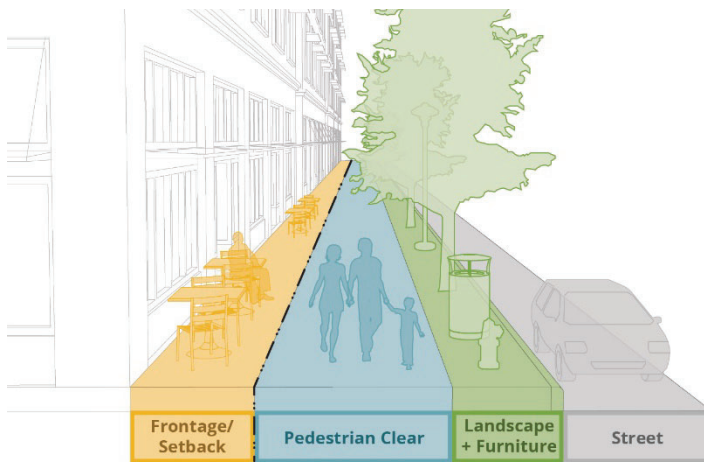 Frontage/
Setback
Pedestrian Clear
Landscape
+ Furniture
Street